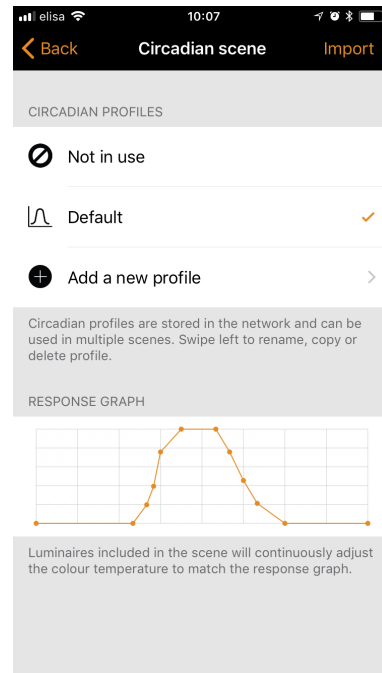 elisa 10:07
Back Circadian scene Import
CIRCADIAN PROFILES
Not in use
Default
Add a new profile
Circadian profiles are stored in the network and can be
used in multiple scenes. Swipe left to rename, copy or
delete profile.
RESPONSE GRAPH
Luminaires included in the scene will continuously adjust
the colour temperature to match the response graph.